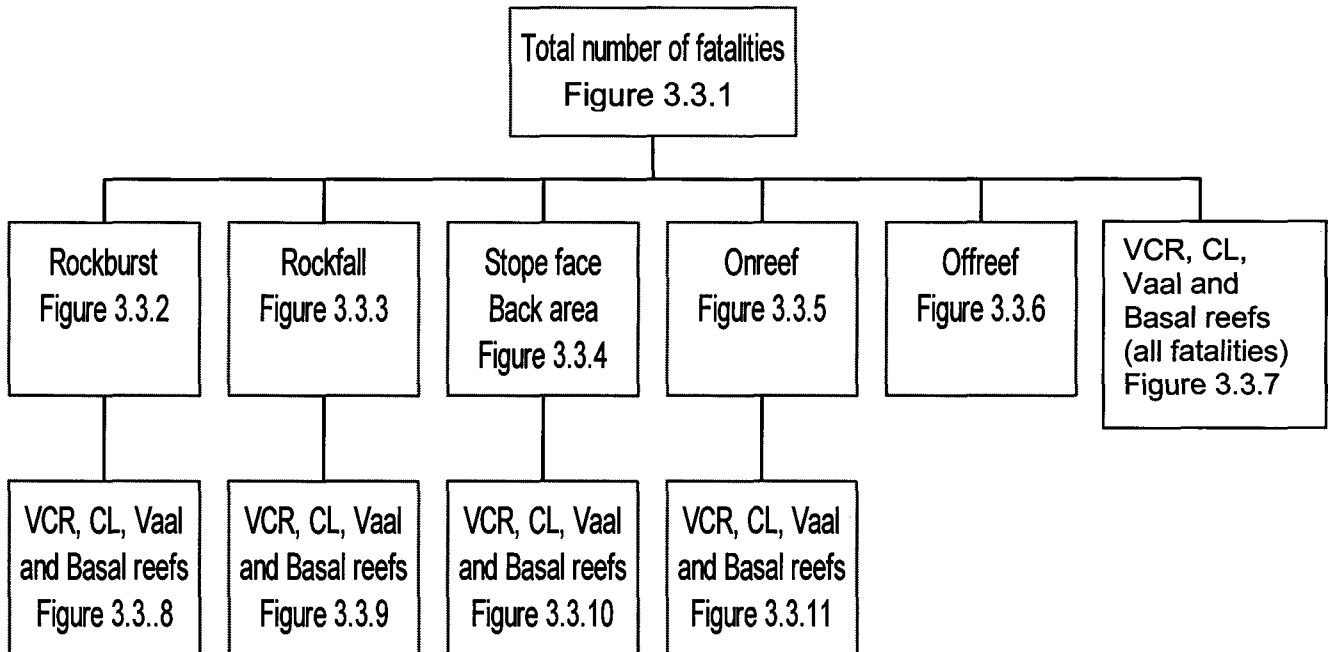 Total number of fatalities
Figure 3.3.1
Rockburst
Figure 3.3.2
Rockfall
Figure 3.3.3
Stope face
Back area
Figure 3.3.4
Onreef
Figure 3.3.5
Offreef
Figure 3.3.6
VCR, CL,
Vaal and
Basal reefs
(all fatalities)
Figure 3.3.7
VCR, CL, Vaal
and Basal reefs
Figure 3.3..8
VCR, CL, Vaal
and Basal reefs
Figure 3.3.9
VCR, CL, Vaal
and Basal reefs
Figure 3.3.10
VCR, CL, Vaal
and Basal reefs
Figure 3.3.11